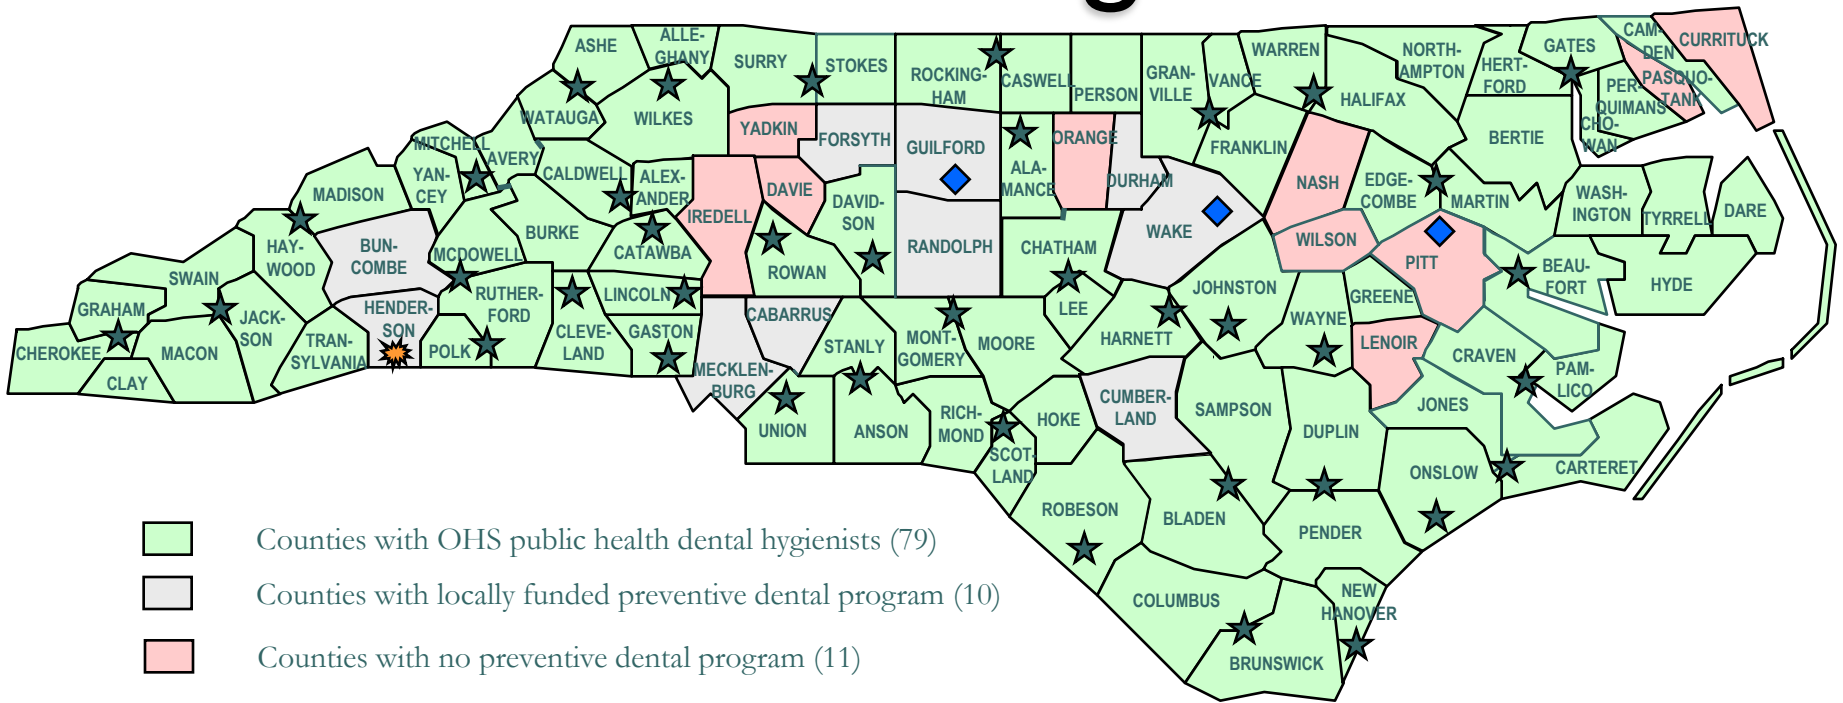 ASHE
ALLE-
GHANY
SURRY
STOKES
ROCKING-
HAM
CASWELL
PERSON
GRAN-
VILLE
VANCE
WARREN
NORTH-
AMPTON
HERT-
FORD
GATES
CAM-
DEN
CURRITUCK
PASQUO-
TANK
PER-
QUIMANS
CHO-
WAN
HALIFAX
BERTIE
WATAUGA
WILKES
YADKIN
FORSYTH
GUILFORD
ALA-
MANCE
ORANGE
DURHAM
FRANKLIN
NASH
EDGE-
COMBE
MARTIN
WASH-
INGTON
TYRRELL
DARE
MITCHELL
AVERY
YAN-
CEY
CALDWELL
ALEX-
ANDER
IREDELL
DAVIE
DAVID-
SON
MADISON
BUN-
COMBE
MCDOWELL
BURKE
CATAWBA
ROWAN
RANDOLPH
CHATHAM
WAKE
WILSON
PITT
BEAU-
FORT
HYDE
HAY-
WOOD
SWAIN
GRAHAM
CHEROKEE
CLAY
MACON
JACK-
SON
TRAN-
SYLVANIA
HENDER-
SON
POLK
RUTHER-
FORD
CLEVE-
LAND
LINCOLN
GASTON
MECKLEN-
BURG
CABARRUS
STANLY
MONT-
GOMERY
MOORE
LEE
HARNETT
JOHNSTON
WAYNE
GREENE
LENOIR
CRAVEN
PAM-
LICO
JONES
UNION
ANSON
RICH-
MOND
SCOT-
LAND
HOKE
CUMBER-
LAND
SAMPSON
DUPLIN
ONSLOW
CARTERET
ROBESON
BLADEN
PENDER
COLUMBUS
BRUNSWICK
NEW
HANOVER
Counties with OHS public health dental hygienists (79)
Counties with locally funded preventive dental program (10)
Counties with no preventive dental program (11)